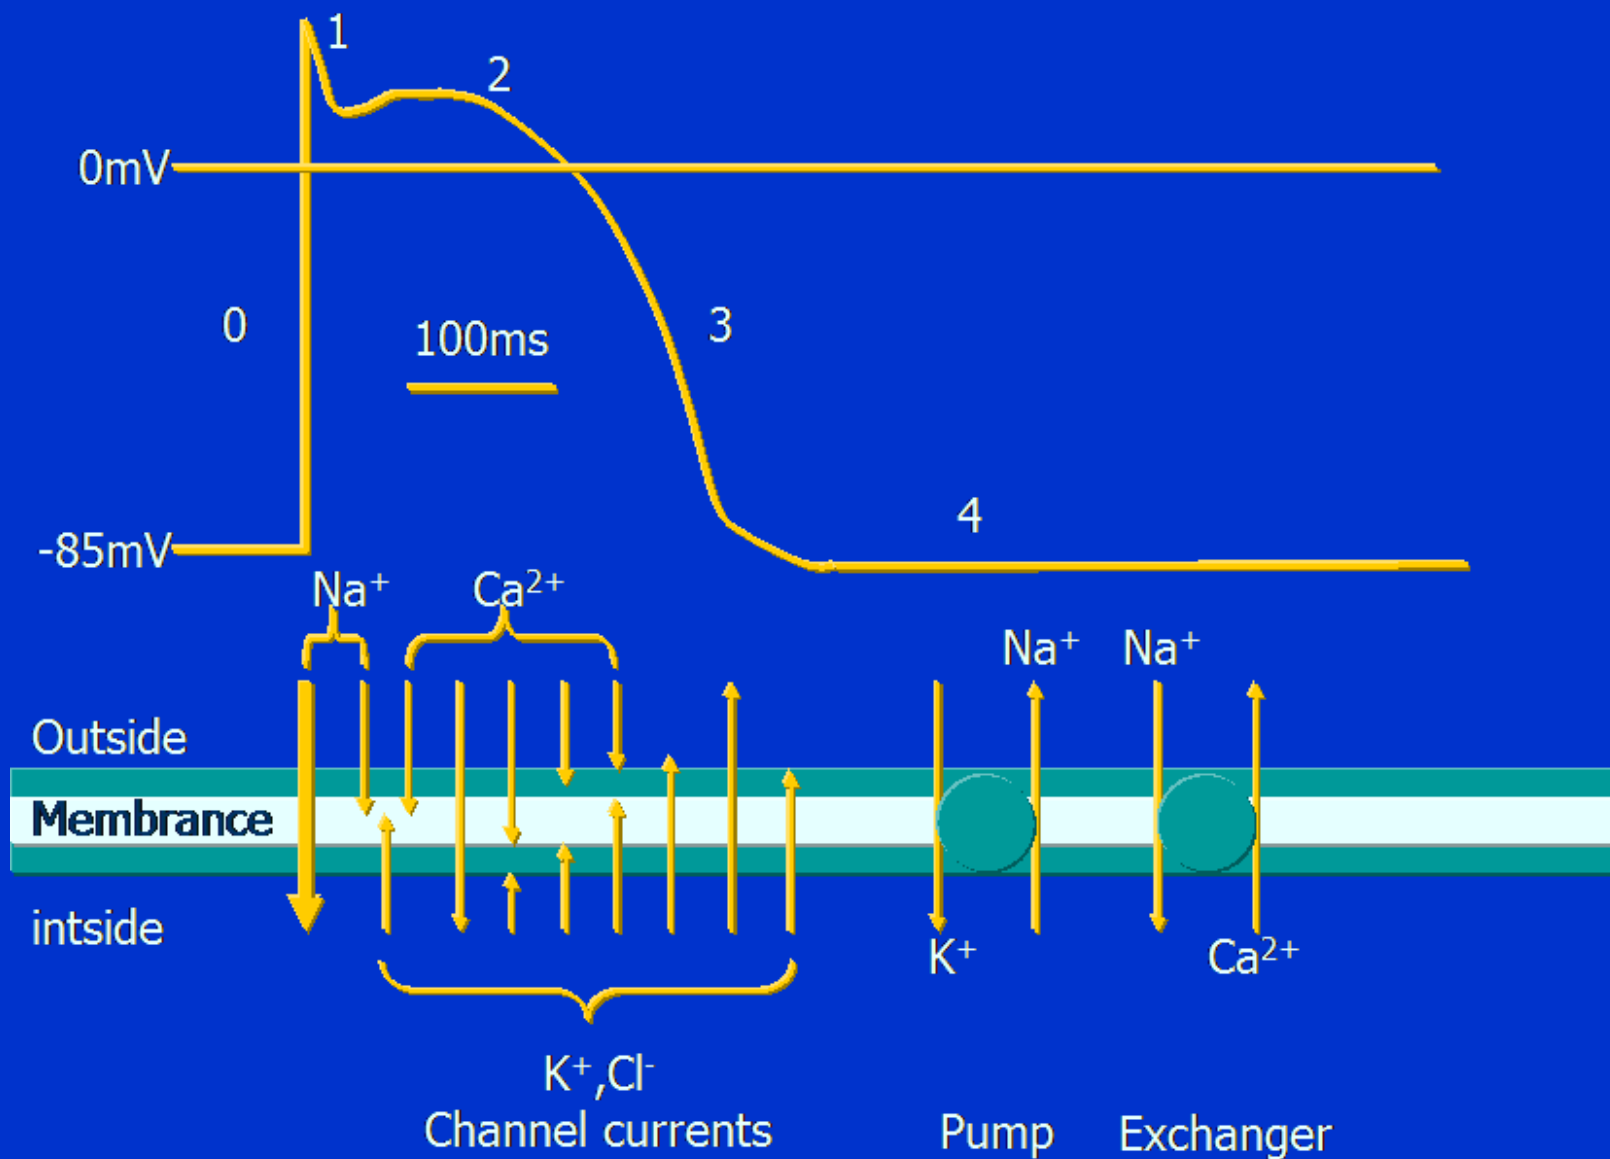 1
2
0mV
0
100ms
3
4
-85mV
Na⁺
Ca²⁺
Na⁺
Na⁺
Outside
Membrance
intside
K⁺
Ca²⁺
K⁺,Cl⁻
Channel currents
Pump
Exchanger